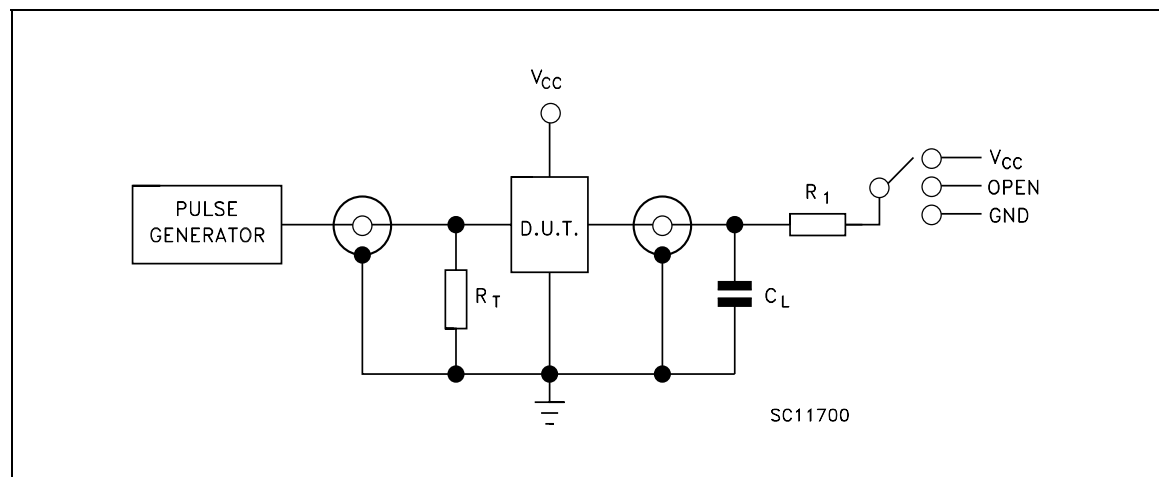 VCC
PULSE
GENERATOR
D.U.T.
RT
CL
R1
VCC
OPEN
GND
SC11700